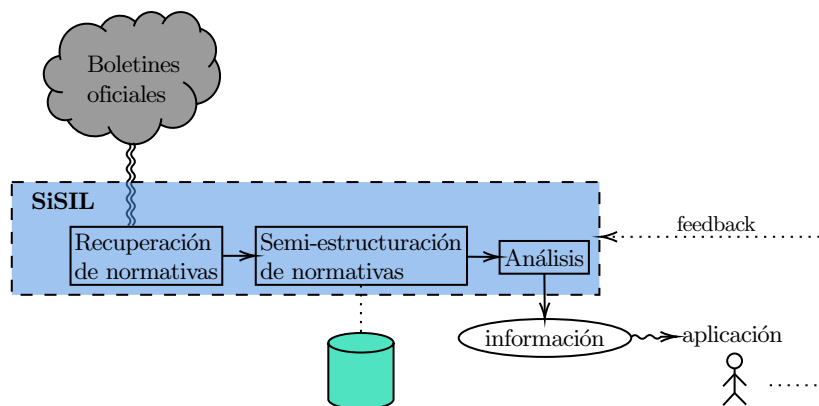 Boletines
oficiales
SiSIL
Recuperación
de normativas
Semi-estructuración
de normativas
Análisis
feedback
información
aplicación